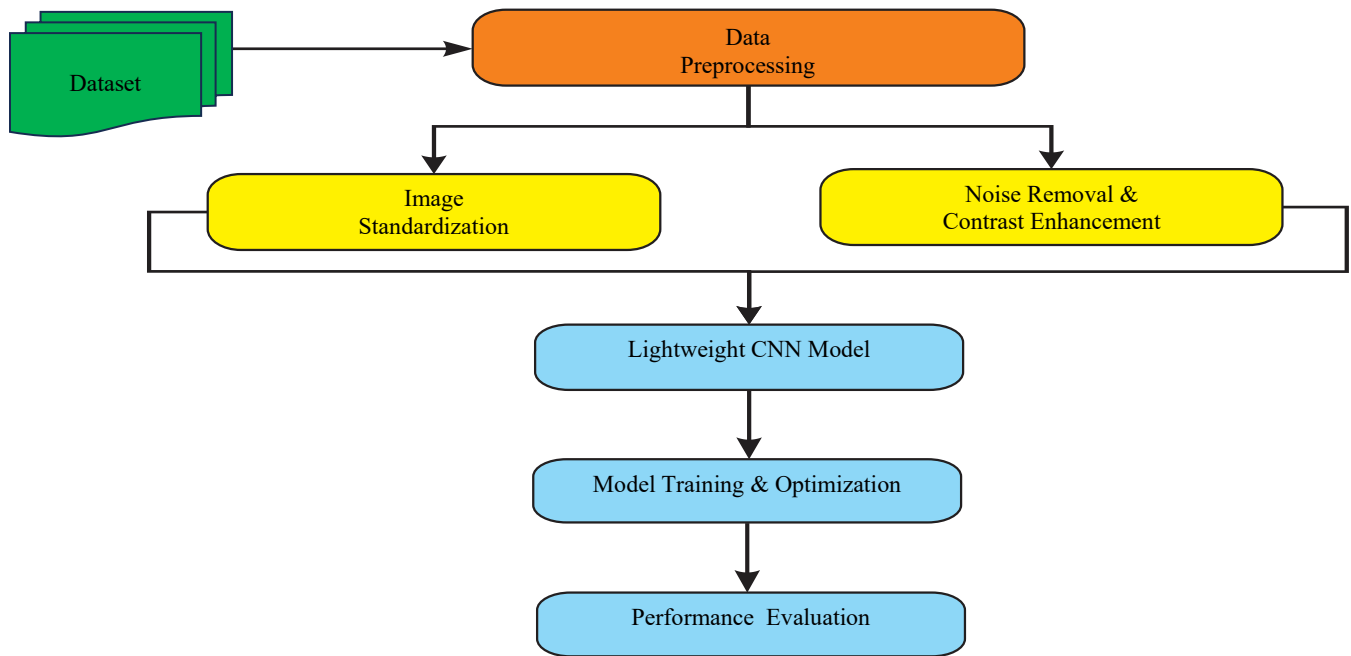 Dataset
Data
Preprocessing
Image
Standardization
Noise Removal &
Contrast Enhancement
Lightweight CNN Model
Model Training & Optimization
Performance Evaluation